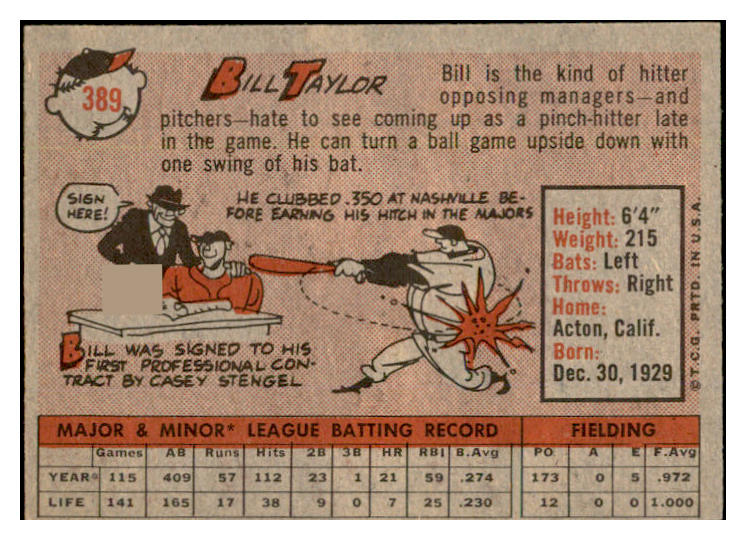 389
BILL TAYLOR
Bill is the kind of hitter
opposing managers—and
pitchers—hate to see coming up as a pinch-hitter late
in the game. He can turn a ball game upside down with
one swing of his bat.
SIGN
HERE!
HE CLUBBED .350 AT NASHVILLE BE-
FORE EARNING HIS HITCH IN THE MAJORS
BILL WAS SIGNED TO HIS
FIRST PROFESSIONAL CON-
TRACT BY CASEY STENGEL
Height: 6'4"
Weight: 215
Bats: Left
Throws: Right
Home:
Acton, Calif.
Born:
Dec. 30, 1929
© T.C.G. PRTD. IN U.S.A.
MAJOR & MINOR* LEAGUE BATTING RECORD FIELDING
Games AB Runs Hits 2B 3B HR RBI B.Avg PO A E F.Avg
YEAR* 115 409 57 112 23 1 21 59 .274 173 0 5 .972
LIFE 141 165 17 38 9 0 7 25 .230 12 0 0 1.000